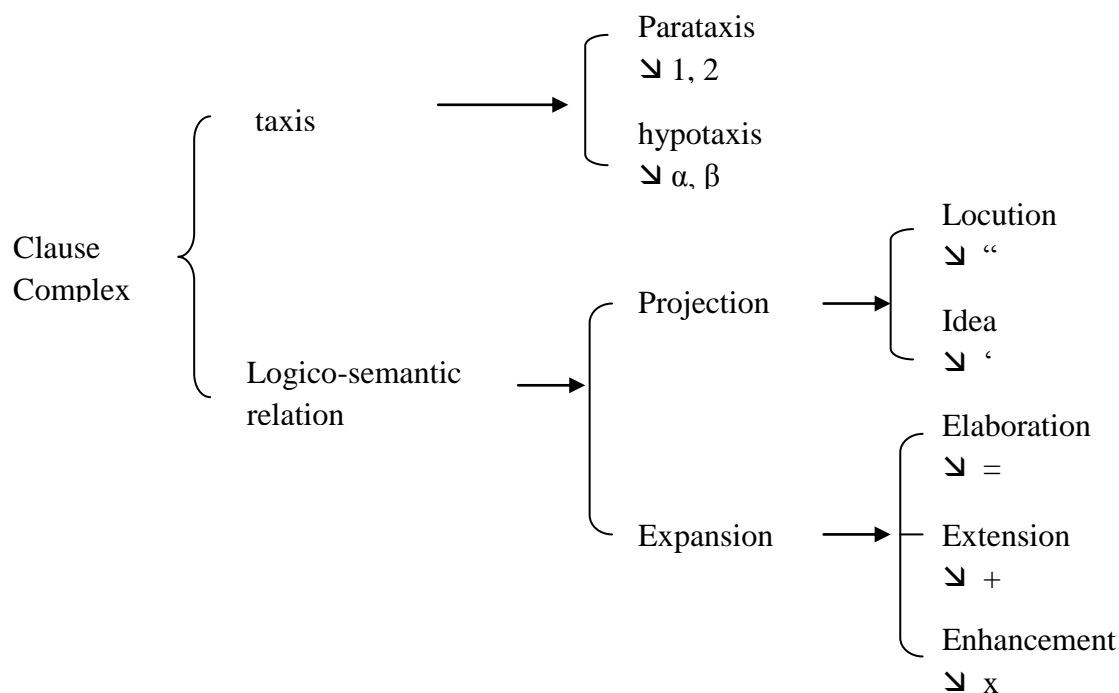 Parataxis
↘ 1, 2
taxis
hypotaxis
↘ α, β
Locution
↘ “
Clause
Complex
Projection
Idea
↘ ‘
Logico-semantic
relation
Elaboration
↘ =
Expansion
Extension
↘ +
Enhancement
↘ x